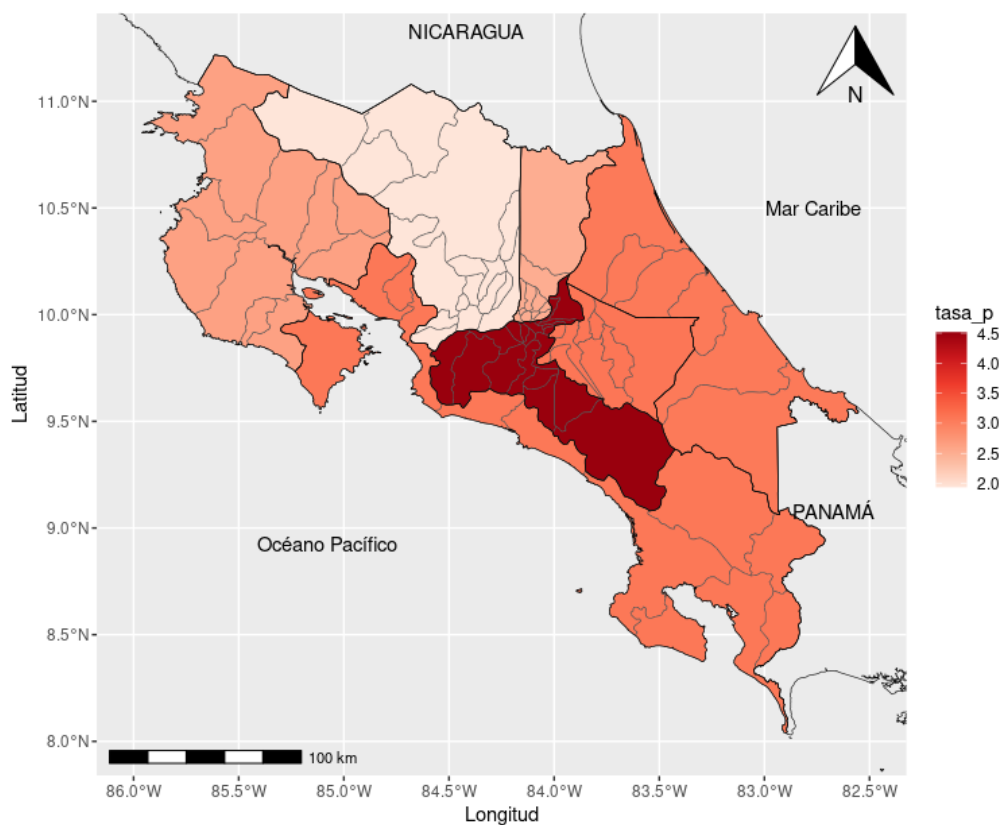 NICARAGUA
N
11.0°N
10.5°N
10.0°N
9.5°N
9.0°N
8.5°N
8.0°N
Mar Caribe
PANAMÁ
Océano Pacífico
100 km
86.0°W 85.5°W 85.0°W 84.5°W 84.0°W 83.5°W 83.0°W 82.5°W
Longitud
Latitud
tasa_p
4.5
4.0
3.5
3.0
2.5
2.0